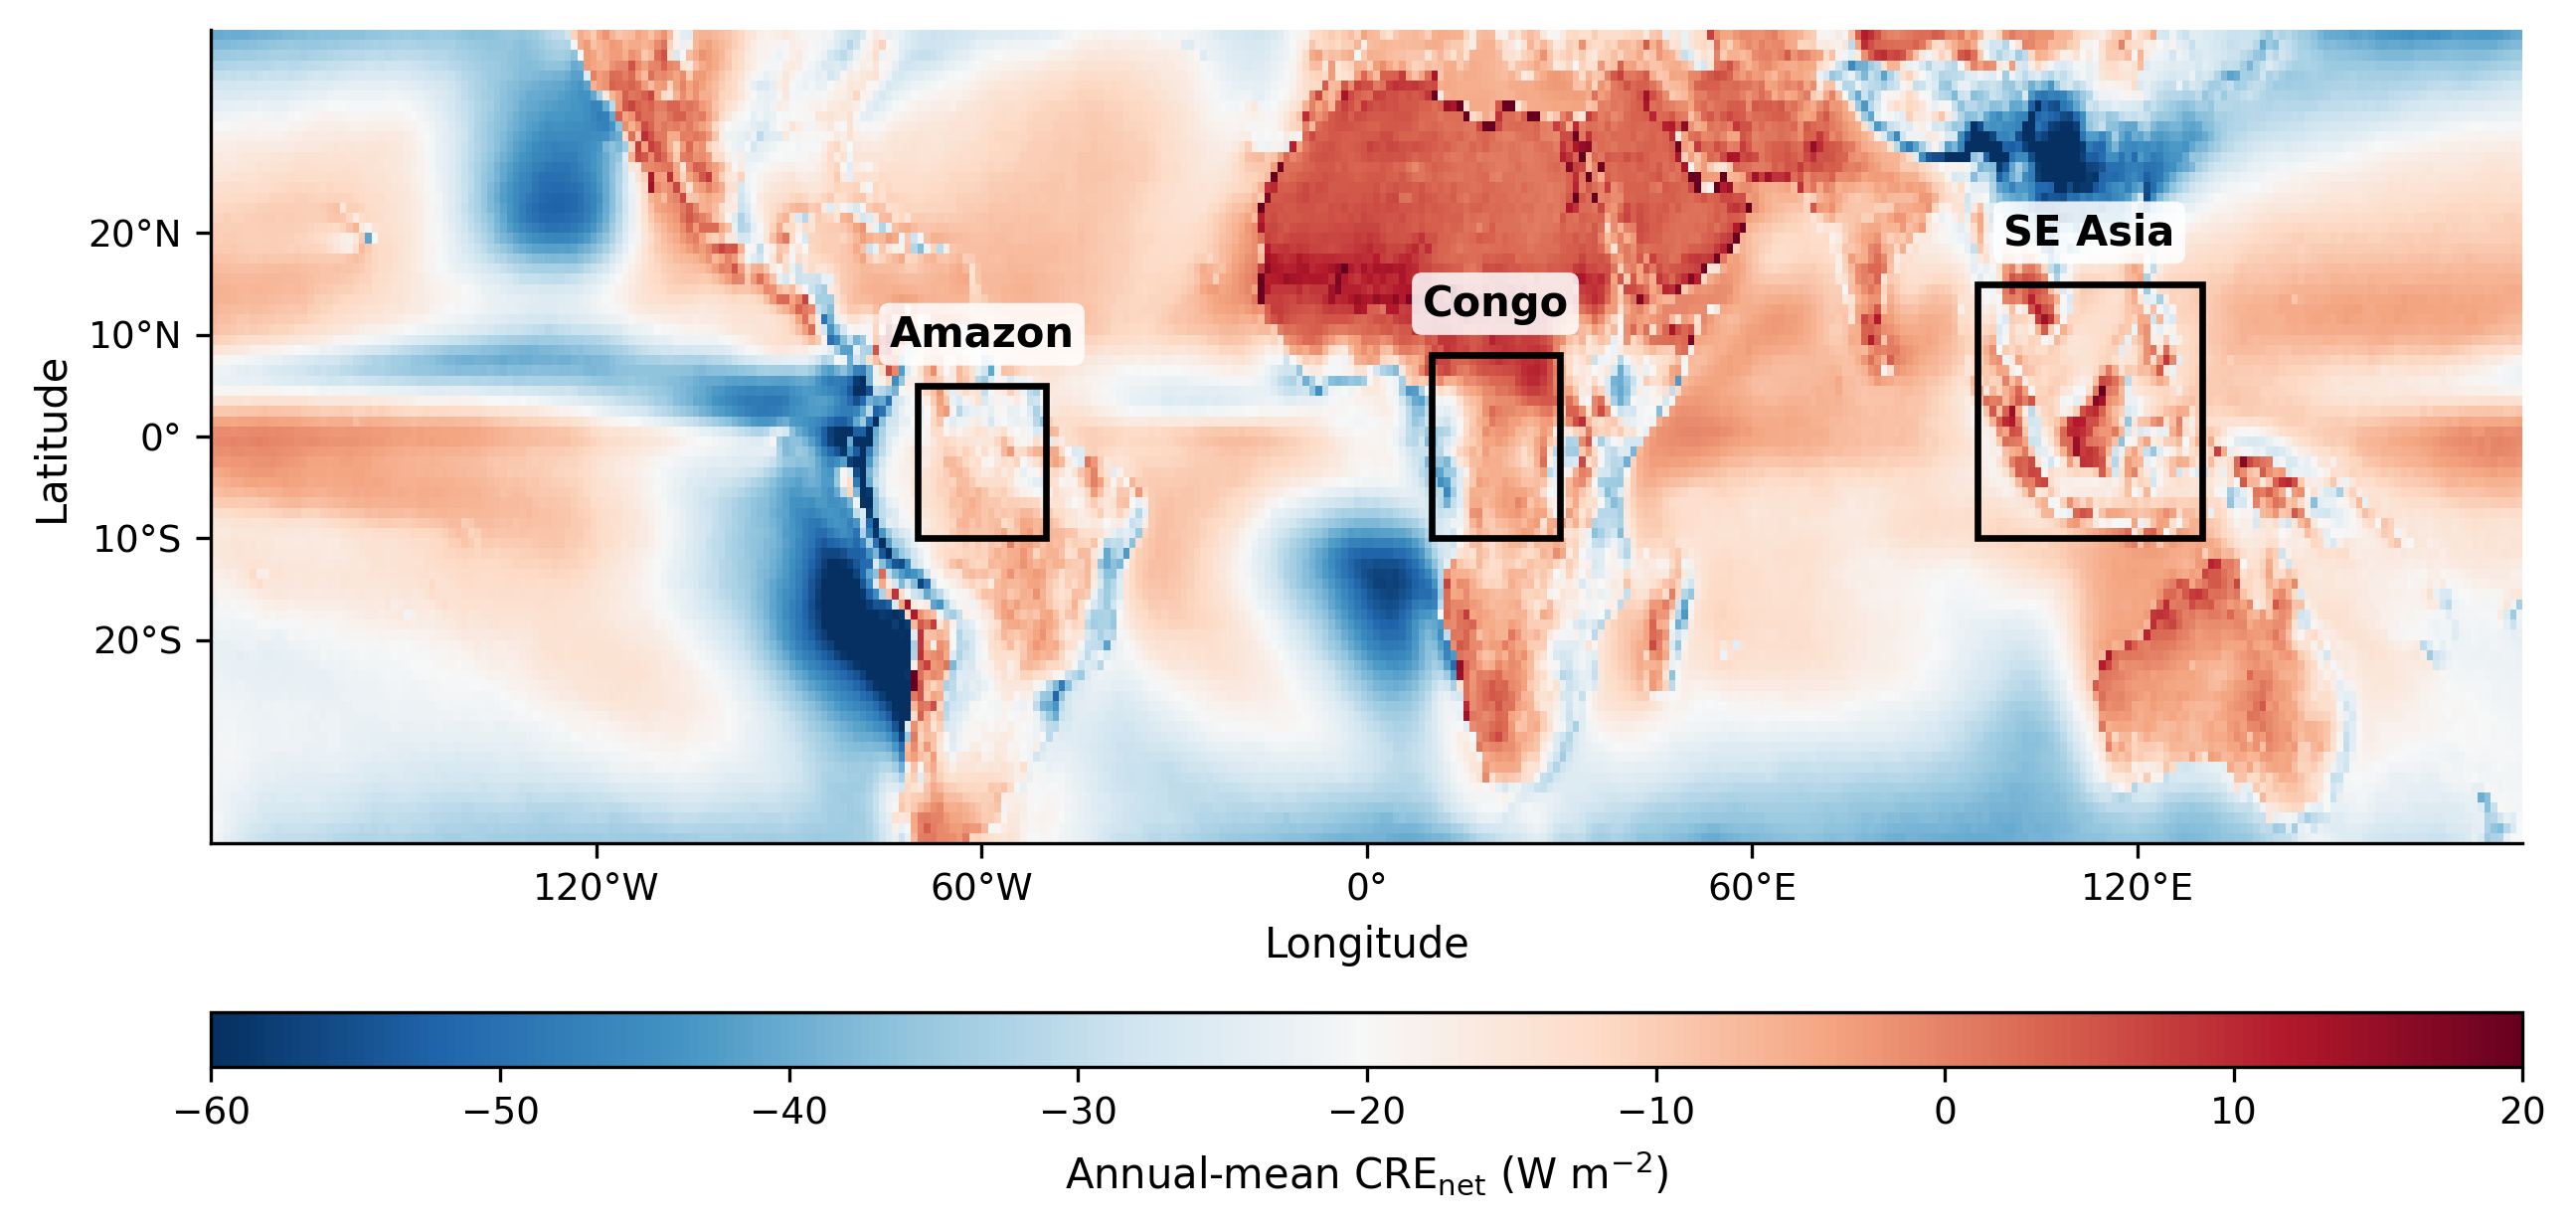 20°N
10°N
0°
10°S
20°S
Latitude
SE Asia
Congo
Amazon
120°W 60°W 0° 60°E 120°E
Longitude
−60 −50 −40 −30 −20 −10 0 10 20
Annual-mean CREnet (W m−2)